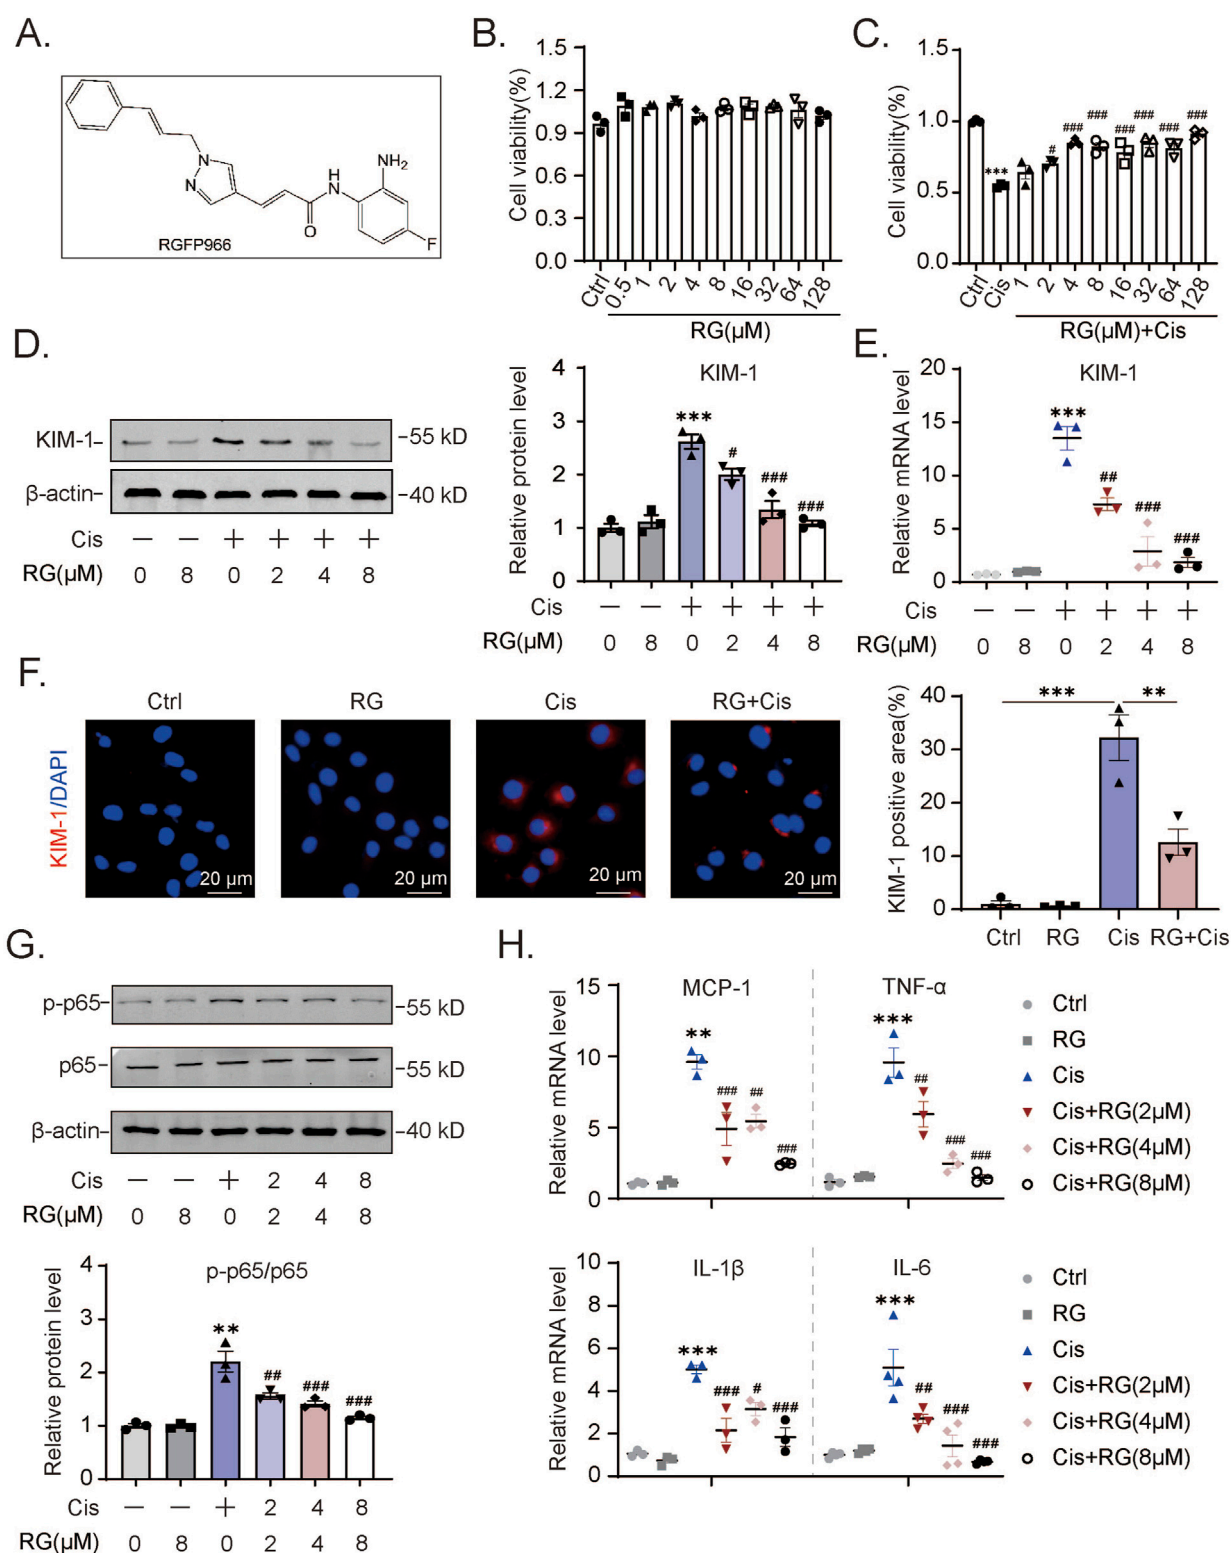 A.
N
N
N
H
O
NH2
F
RGFP966
B.
Cell viability(%)
1.5
1.2
0.9
0.6
0.3
0.0
Ctrl 0.5 1 2 4 8 16 32 64 128
RG(μM)
C.
Cell viability(%)
1.5
1.0
0.5
0.0
*** # ### ### ### ### ### ###
Ctrl Cis 1 2 4 8 16 32 64 128
RG(μM)+Cis
D.
KIM-1
55 kD
β-actin
40 kD
Cis — — + + + +
RG(μM) 0 8 0 2 4 8
KIM-1
Relative protein level
4
3
2
1
0
*** # ### ###
Cis — — + + + +
RG(μM) 0 8 0 2 4 8
E.
KIM-1
Relative mRNA level
20
15
10
5
0
*** ## ### ###
Cis — — + + + +
RG(μM) 0 8 0 2 4 8
F.
Ctrl RG Cis RG+Cis
KIM-1/DAPI
20 μm 20 μm 20 μm 20 μm
KIM-1 positive area(%)
40
30
20
10
0
*** **
Ctrl RG Cis RG+Cis
G.
p-p65
55 kD
p65
55 kD
β-actin
40 kD
Cis — — + 2 4 8
RG(μM) 0 8 0 2 4 8
p-p65/p65
Relative protein level
4
3
2
1
0
** ## ### ###
Cis — — + 2 4 8
RG(μM) 0 8 0 2 4 8
H.
MCP-1 TNF-α
Relative mRNA level
15
10
5
0
** ### ## ###
*** ## ### ###
Ctrl
RG
Cis
Cis+RG(2μM)
Cis+RG(4μM)
Cis+RG(8μM)
IL-1β IL-6
Relative mRNA level
10
8
6
4
2
0
*** ### # ###
*** ## ### ###
Ctrl
RG
Cis
Cis+RG(2μM)
Cis+RG(4μM)
Cis+RG(8μM)